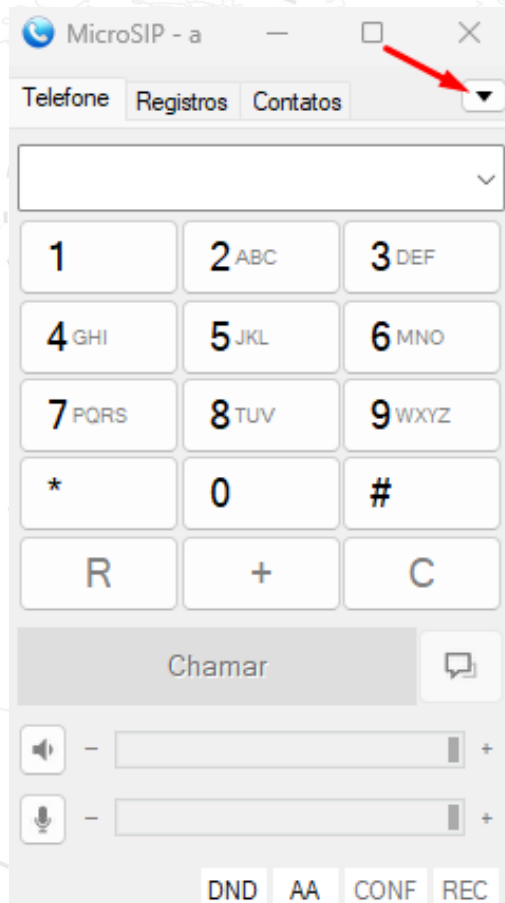 MicroSIP - a
Telefone Registros Contatos
1 2 ABC 3 DEF
4 GHI 5 JKL 6 MNO
7 PQRS 8 TUV 9 WXYZ
* 0 #
R + C
Chamar
- +
- +
DND AA CONF REC